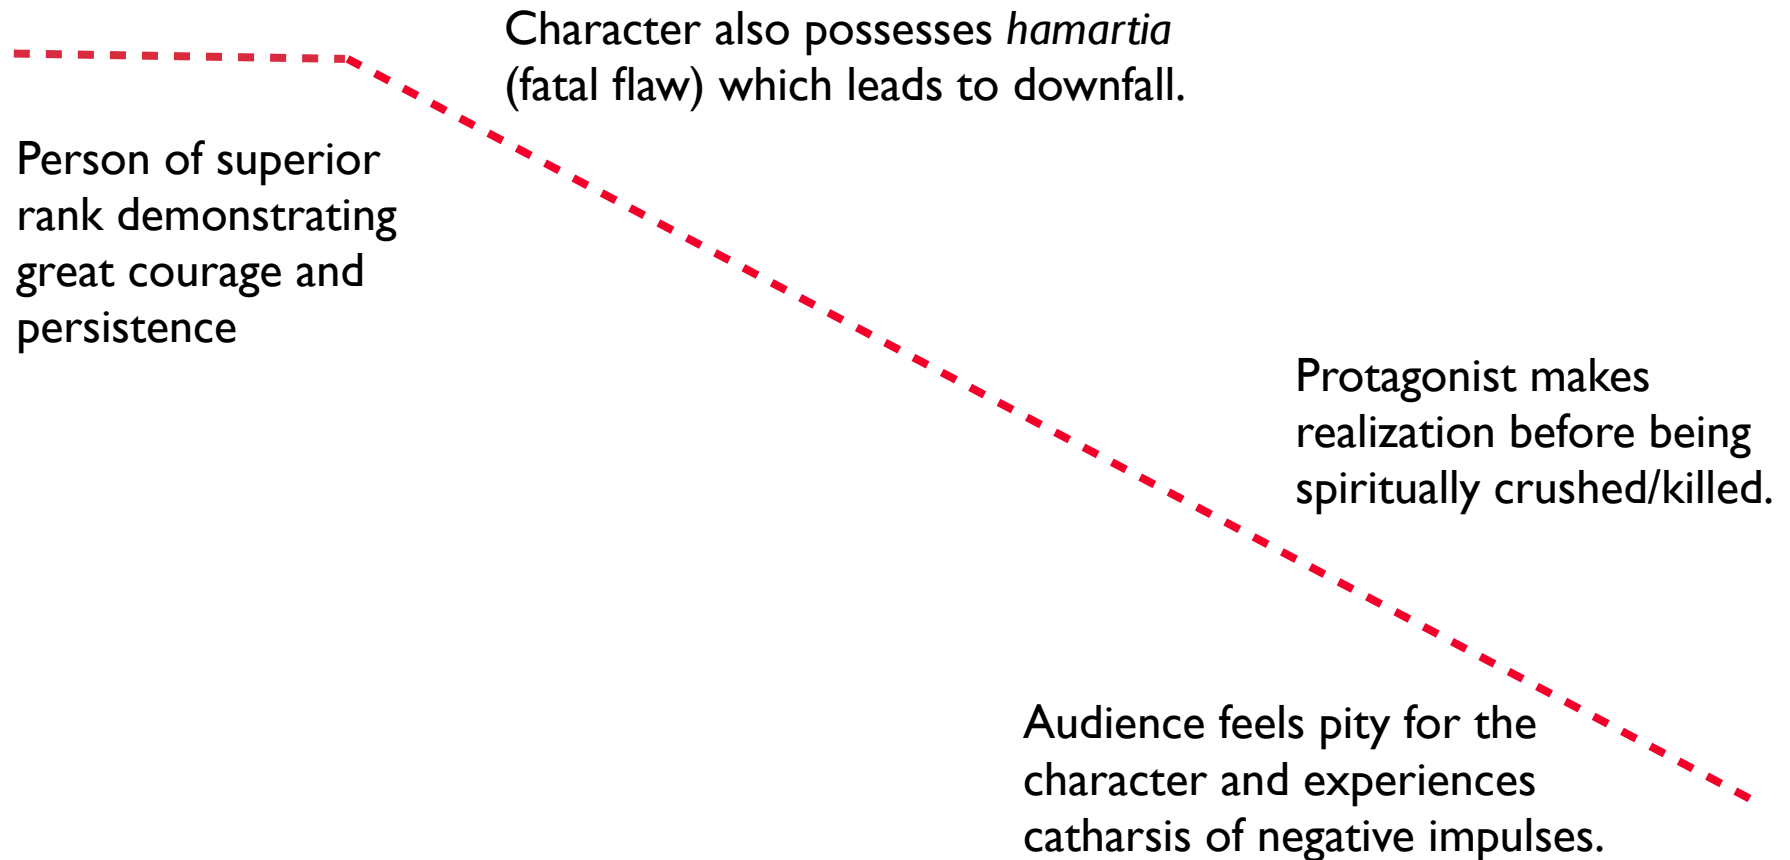 Character also possesses hamartia
(fatal flaw) which leads to downfall.
Person of superior
rank demonstrating
great courage and
persistence
Protagonist makes
realization before being
spiritually crushed/killed.
Audience feels pity for the
character and experiences
catharsis of negative impulses.